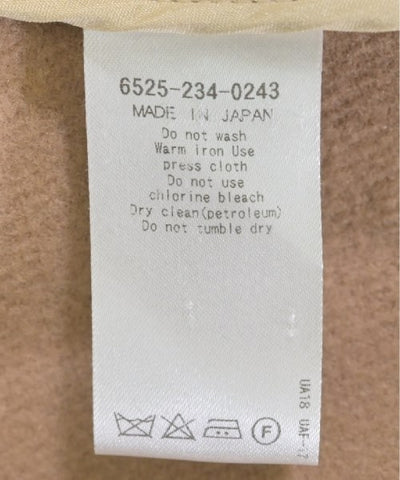 6525-234-0243
MADE IN JAPAN
Do not wash
Warm iron Use
press cloth
Do not use
chlorine bleach
Dry clean(petroleum)
Do not tumble dry
UA18
F